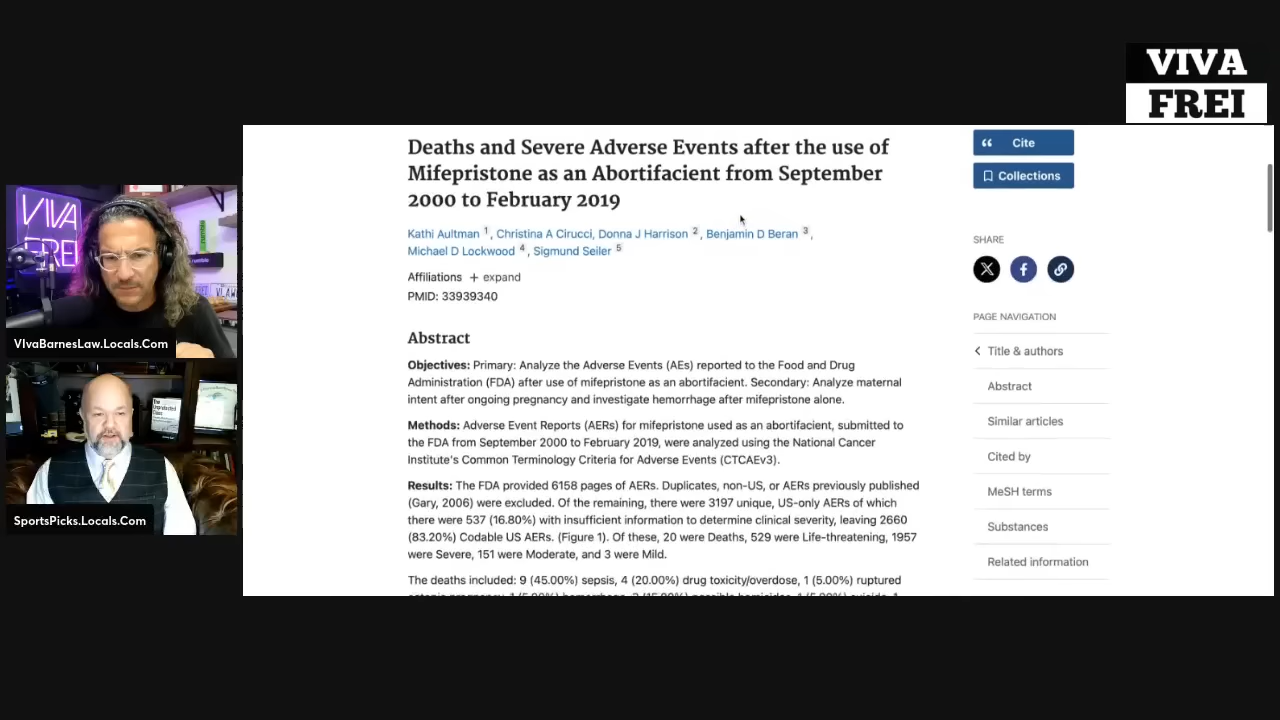 VIVA
FREI
Deaths and Severe Adverse Events after the use of
Mifepristone as an Abortifacient from September
2000 to February 2019
Kathi Aultman 1, Christina A Cirucci, Donna J Harrison 2, Benjamin D Beran 3,
Michael D Lockwood 4, Sigmund Seiler 5
Affiliations + expand
PMID: 33939340
Abstract
Objectives: Primary: Analyze the Adverse Events (AEs) reported to the Food and Drug
Administration (FDA) after use of mifepristone as an abortifacient. Secondary: Analyze maternal
intent after ongoing pregnancy and investigate hemorrhage after mifepristone alone.
Methods: Adverse Event Reports (AERs) for mifepristone used as an abortifacient, submitted to
the FDA from September 2000 to February 2019, were analyzed using the National Cancer
Institute's Common Terminology Criteria for Adverse Events (CTCAEv3).
Results: The FDA provided 6158 pages of AERs. Duplicates, non-US, or AERs previously published
(Gary, 2006) were excluded. Of the remaining, there were 3197 unique, US-only AERs of which
there were 537 (16.80%) with insufficient information to determine clinical severity, leaving 2660
(83.20%) Codable US AERs. (Figure 1). Of these, 20 were Deaths, 529 were Life-threatening, 1957
were Severe, 151 were Moderate, and 3 were Mild.
The deaths included: 9 (45.00%) sepsis, 4 (20.00%) drug toxicity/overdose, 1 (5.00%) ruptured
Cite
Collections
SHARE
PAGE NAVIGATION
Title & authors
Abstract
Similar articles
Cited by
MeSH terms
Substances
Related information
VIVA
FREI
VIvaBarnesLaw.Locals.Com
SportsPicks.Locals.Com